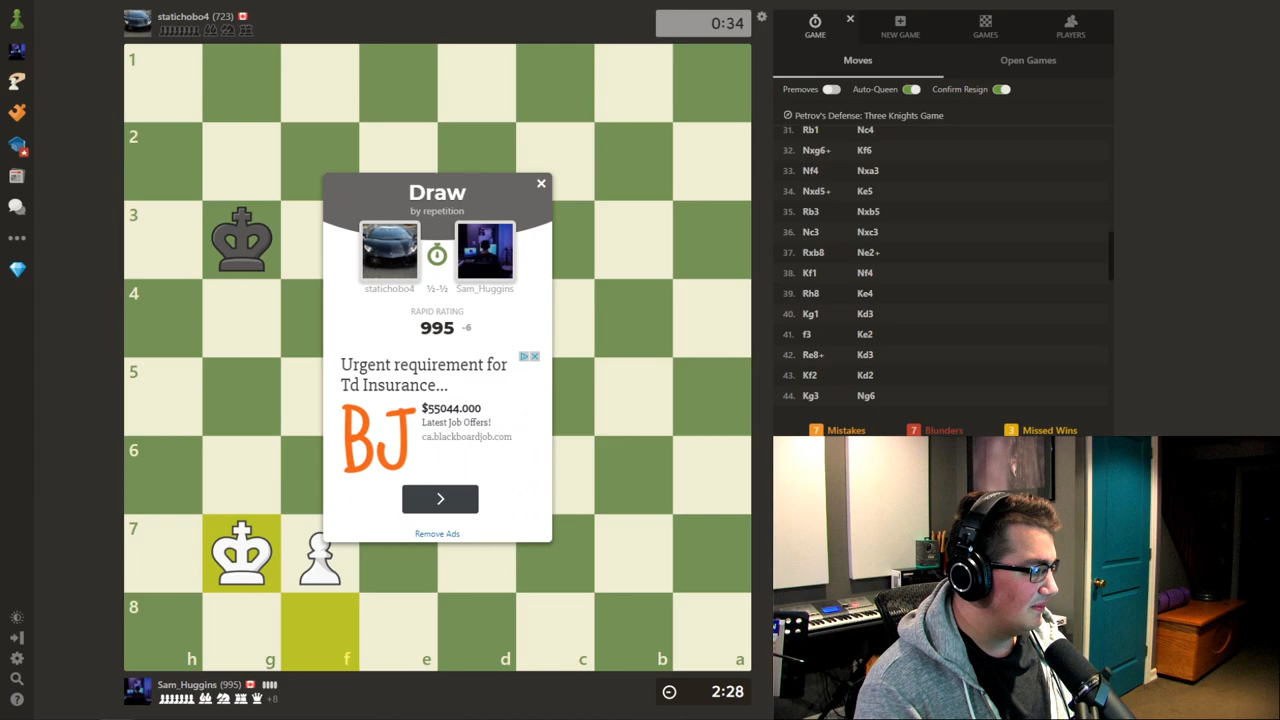 statichobo4 (723)
0:34
GAME
NEW GAME
GAMES
PLAYERS
Moves
Open Games
Premoves
Auto-Queen
Confirm Resign
Petrov's Defense: Three Knights Game
31. Rb1 Nc4
32. Nxg6+ Kf6
33. Nf4 Nxa3
34. Nxd5+ Ke5
35. Rb3 Nxb5
36. Nc3 Nxc3
37. Rxb8 Ne2+
38. Kf1 Nf4
39. Rh8 Ke4
40. Kg1 Kd3
41. f3 Ke2
42. Re8+ Kd3
43. Kf2 Kd2
44. Kg3 Ng6
7 Mistakes
7 Blunders
3 Missed Wins
1
2
3
4
5
6
7
8
h g f e d c b a
Draw
by repetition
statichobo4
½-½
Sam_Huggins
RAPID RATING
995 -6
Urgent requirement for
Td Insurance...
BJ
$55044.000
Latest Job Offers!
ca.blackboardjob.com
Remove Ads
Sam_Huggins (995)
+8
2:28